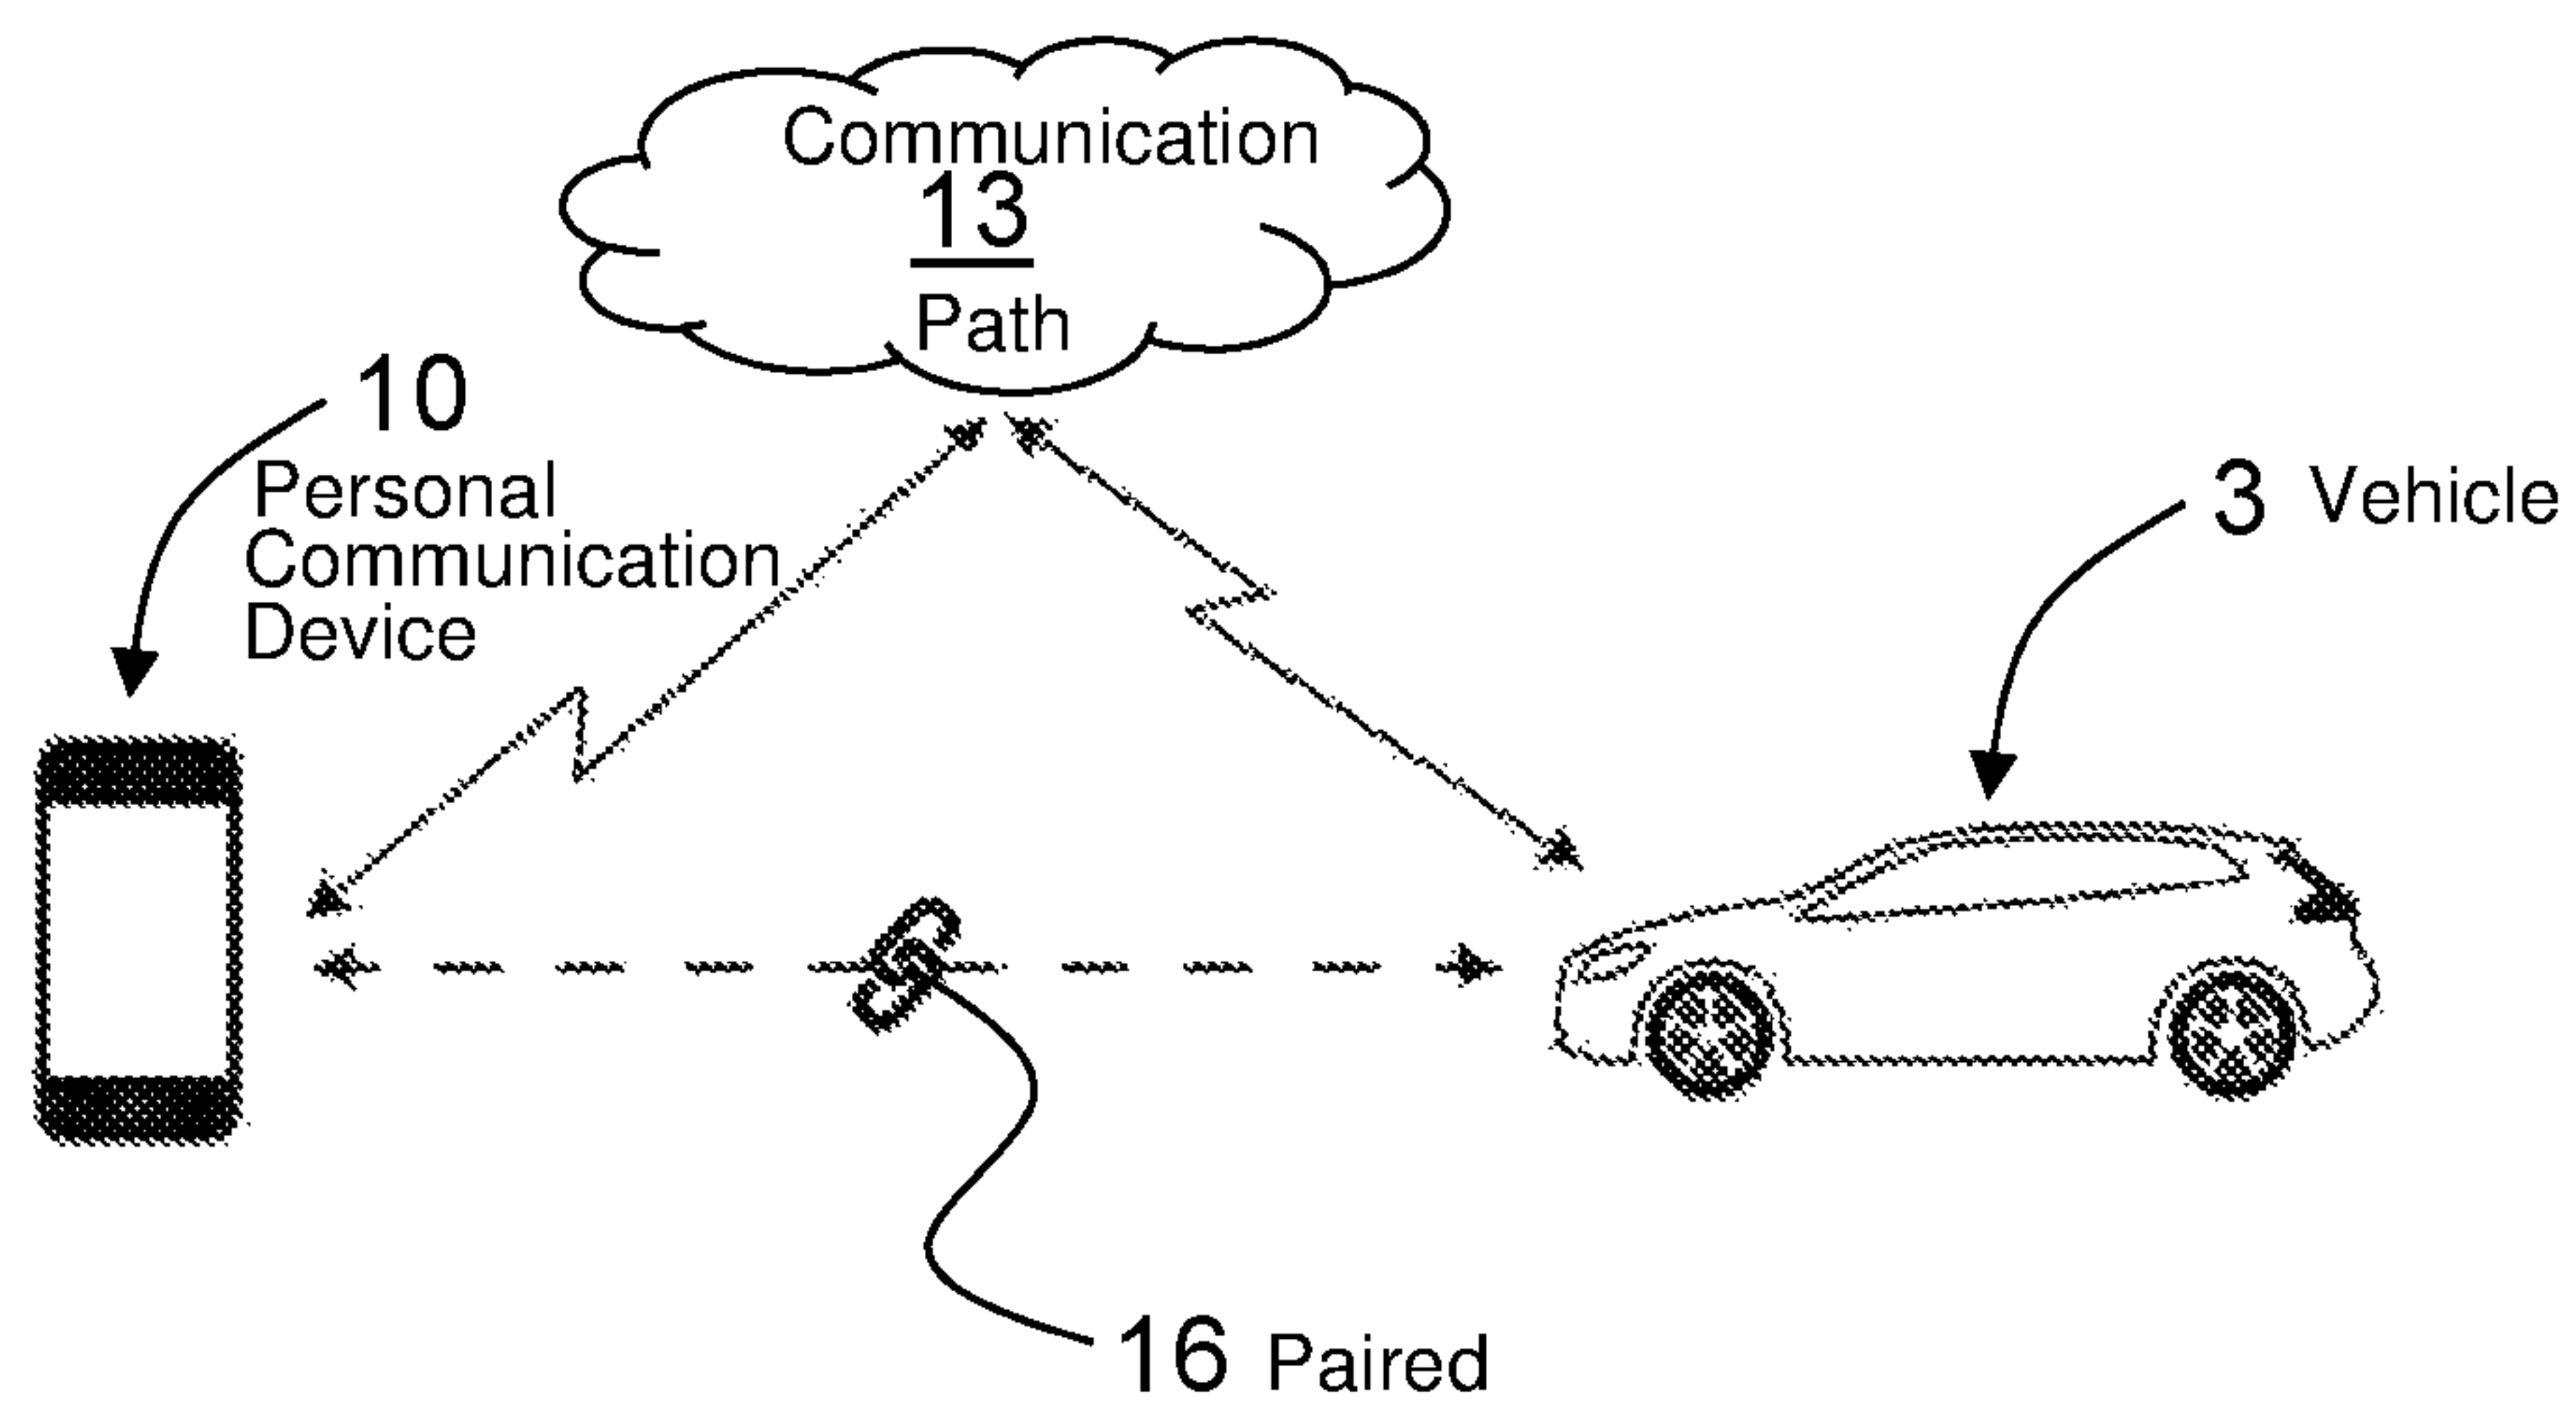 Communication
13
Path
10
Personal
Communication
Device
3 Vehicle
16 Paired